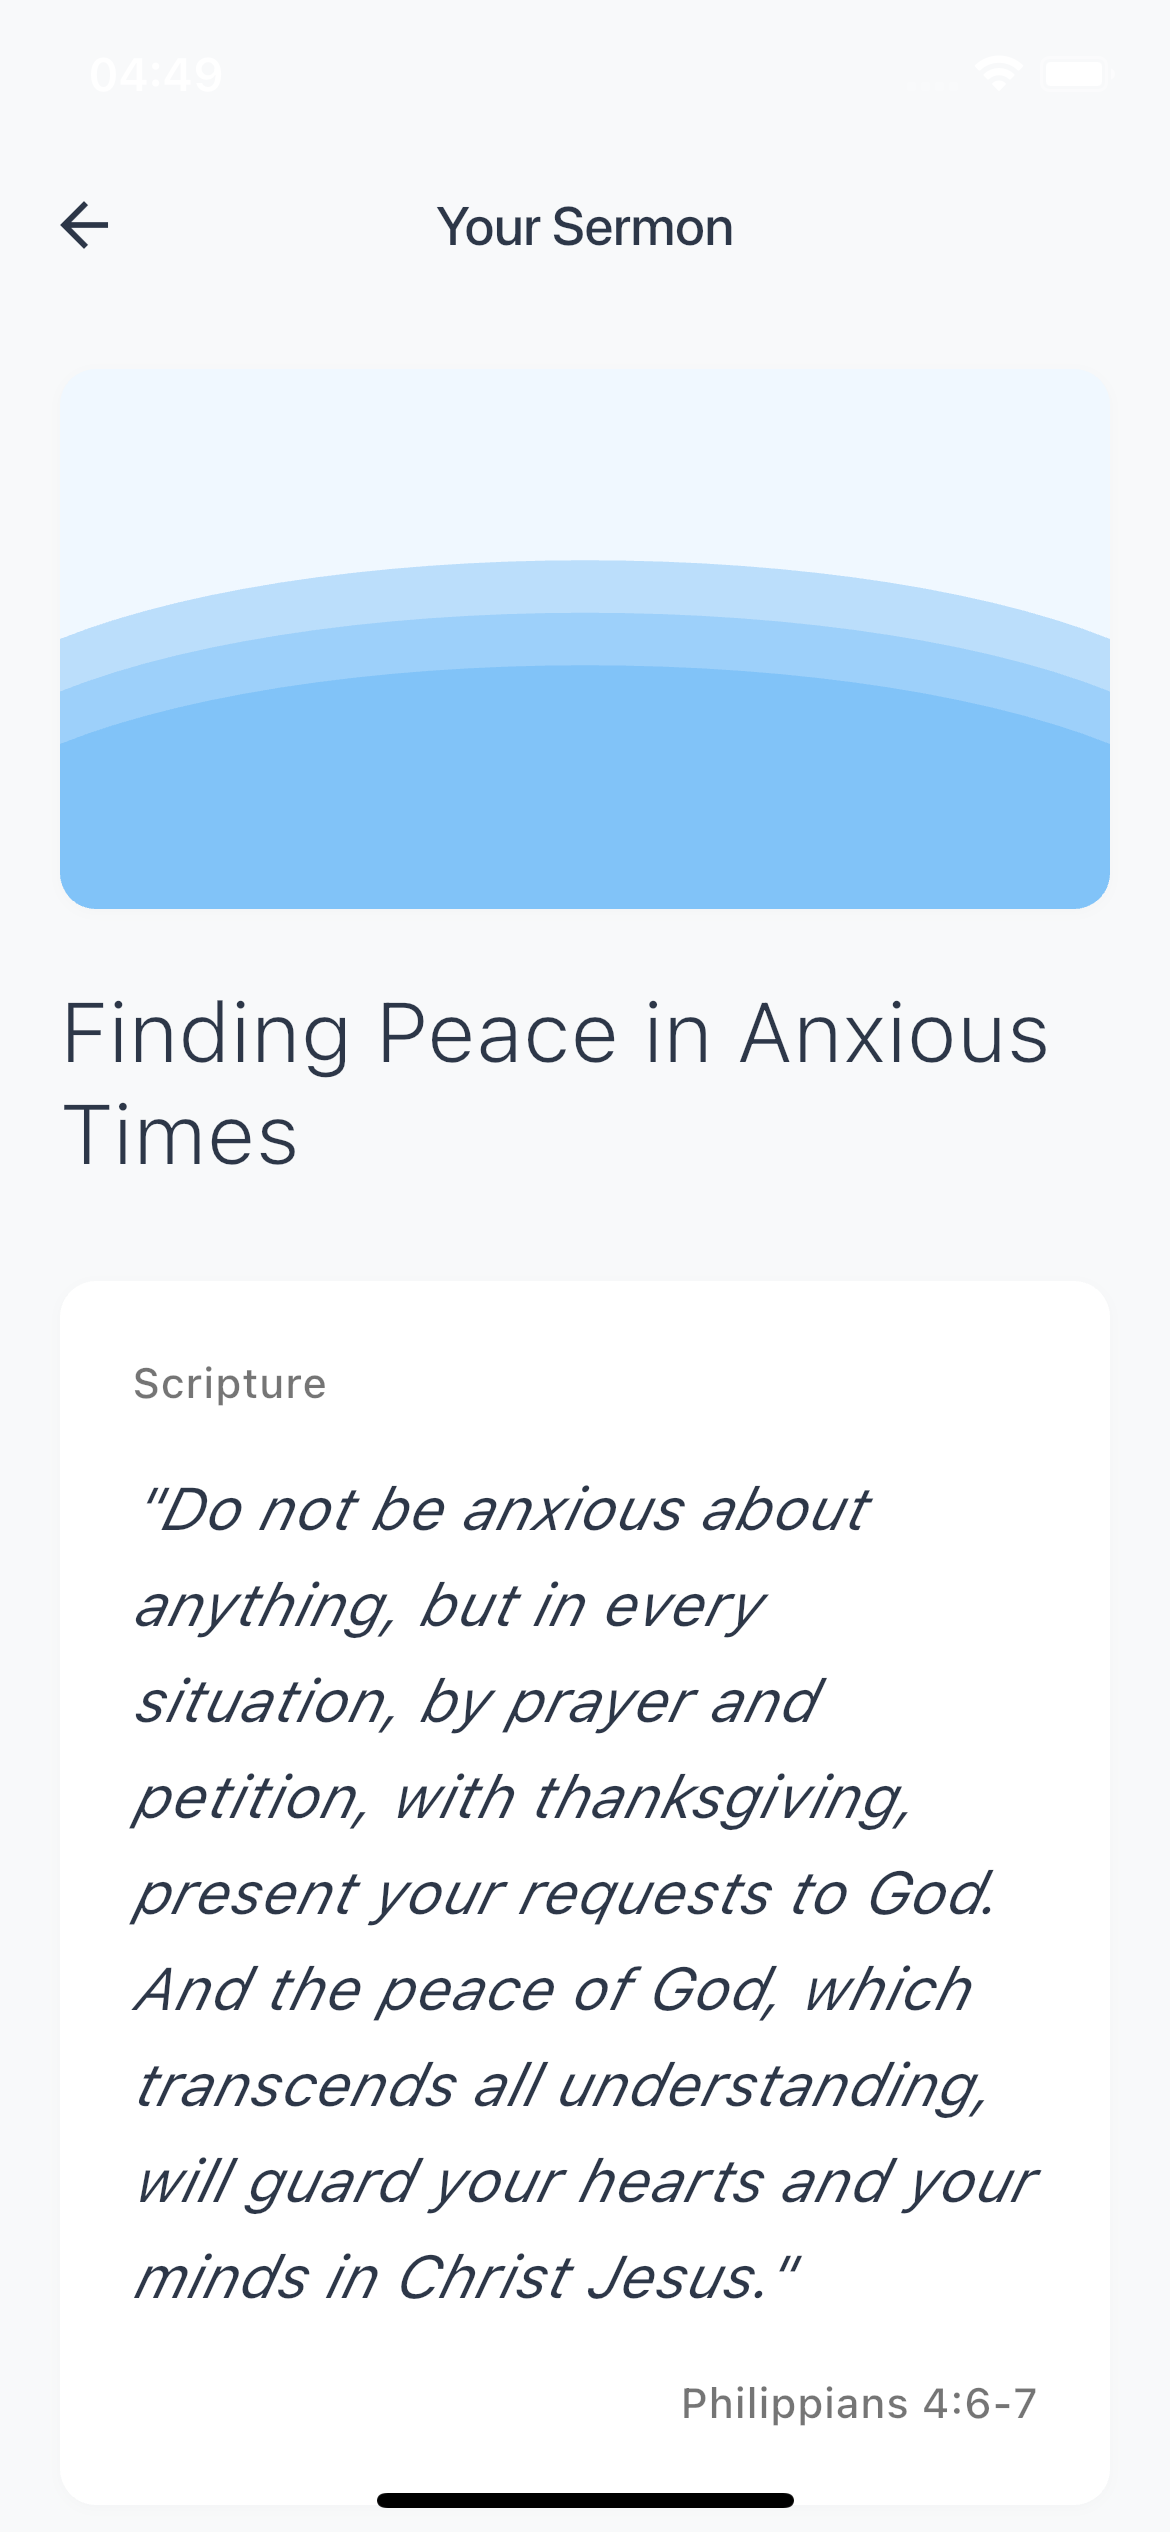 04:49
Your Sermon
Finding Peace in Anxious
Times
Scripture
"Do not be anxious about
anything, but in every
situation, by prayer and
petition, with thanksgiving,
present your requests to God.
And the peace of God, which
transcends all understanding,
will guard your hearts and your
minds in Christ Jesus."
Philippians 4:6-7